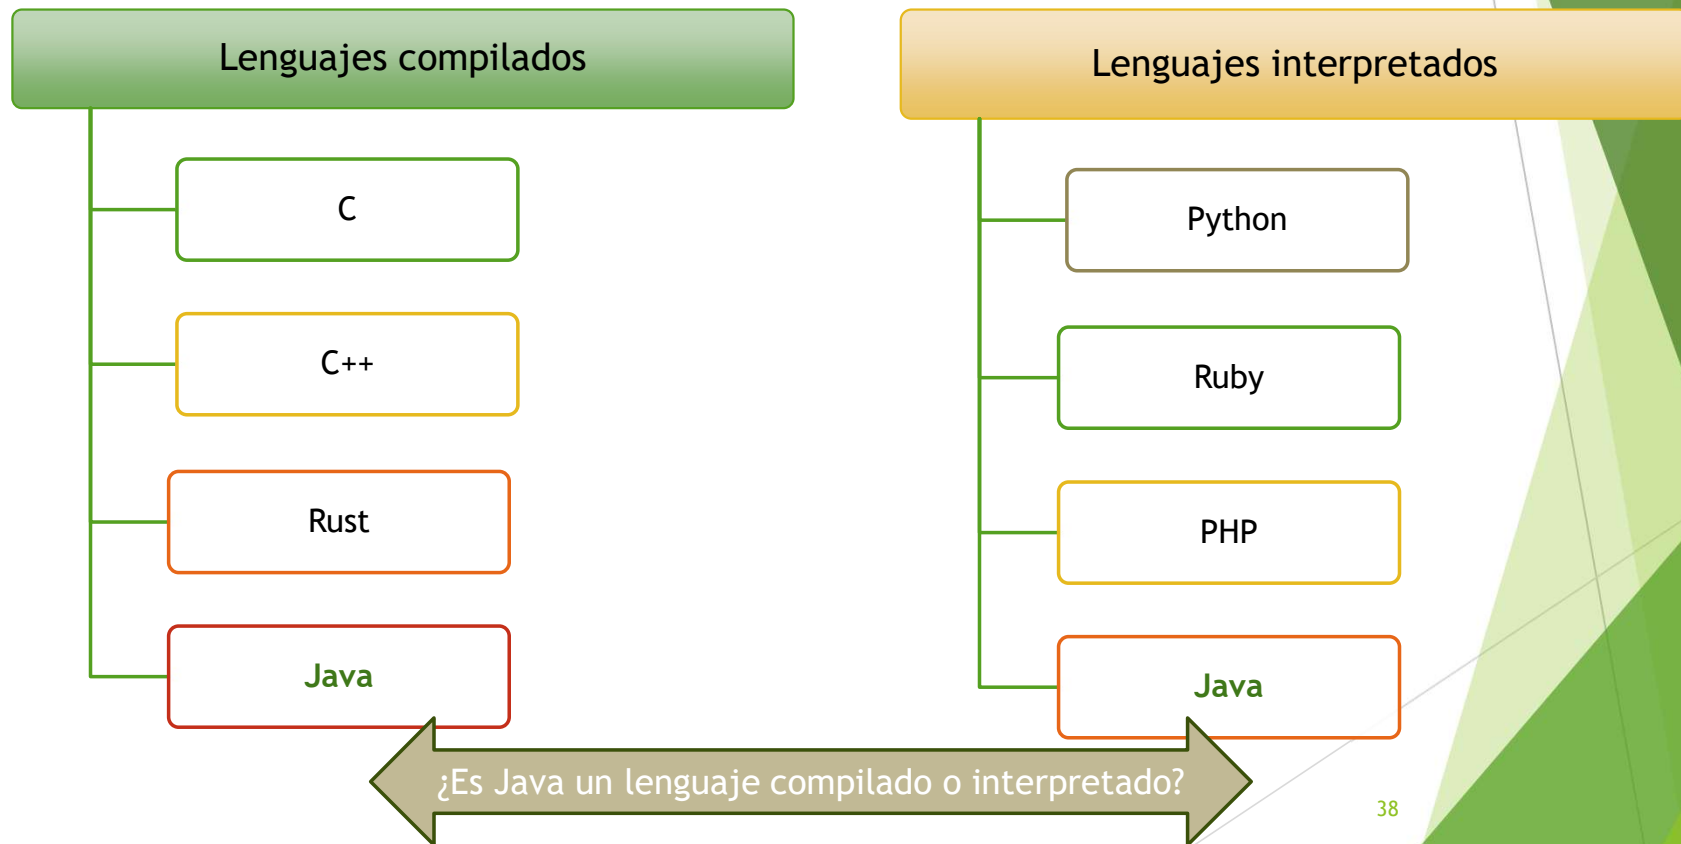 Lenguajes compilados
C
C++
Rust
Java
Lenguajes interpretados
Python
Ruby
PHP
Java
¿Es Java un lenguaje compilado o interpretado?
38